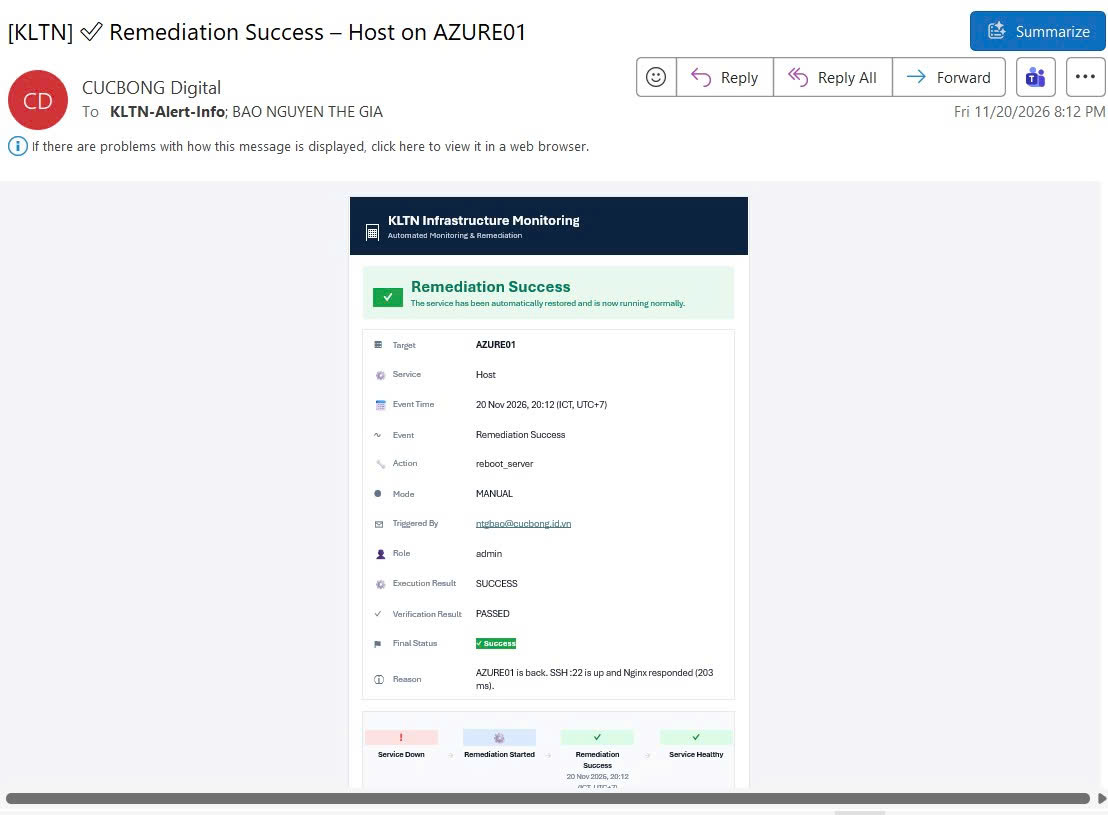 [KLTN] ✅ Remediation Success – Host on AZURE01
Summarize
CD
CUCBONG Digital
To KLTN-Alert-Info; BAO NGUYEN THE GIA
Reply
Reply All
Forward
Fri 11/20/2026 8:12 PM
If there are problems with how this message is displayed, click here to view it in a web browser.
KLTN Infrastructure Monitoring
Automated Monitoring & Remediation
Remediation Success
The service has been automatically restored and is now running normally.
Target AZURE01
Service Host
Event Time 20 Nov 2026, 20:12 (ICT, UTC+7)
Event Remediation Success
Action reboot_server
Mode MANUAL
Triggered By ntgbao@cucbong.id.vn
Role admin
Execution Result SUCCESS
Verification Result PASSED
Final Status ✓ Success
Reason AZURE01 is back. SSH :22 is up and Nginx responded (203
ms).
Service Down → Remediation Started → Remediation → Service Healthy
Success
20 Nov 2026, 20:12
(ICT, UTC+7)